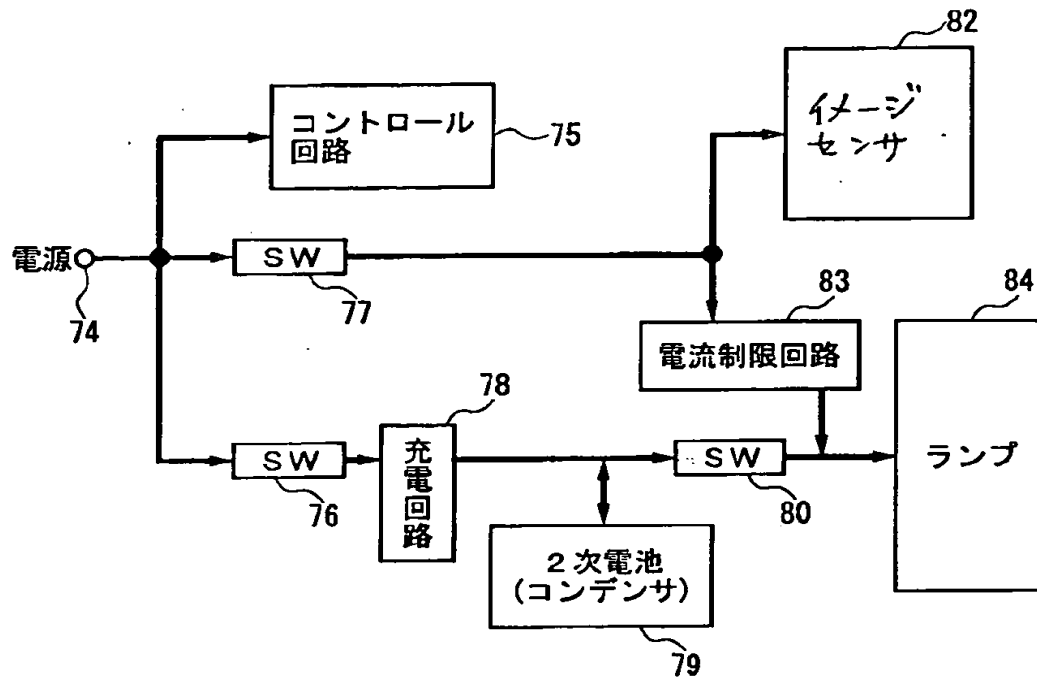 82
イメージ
センサ
コントロール
回路
75
電源
74
SW
77
83
電流制限回路
84
ランプ
78
充電回路
SW
76
SW
80
2次電池
(コンデンサ)
79